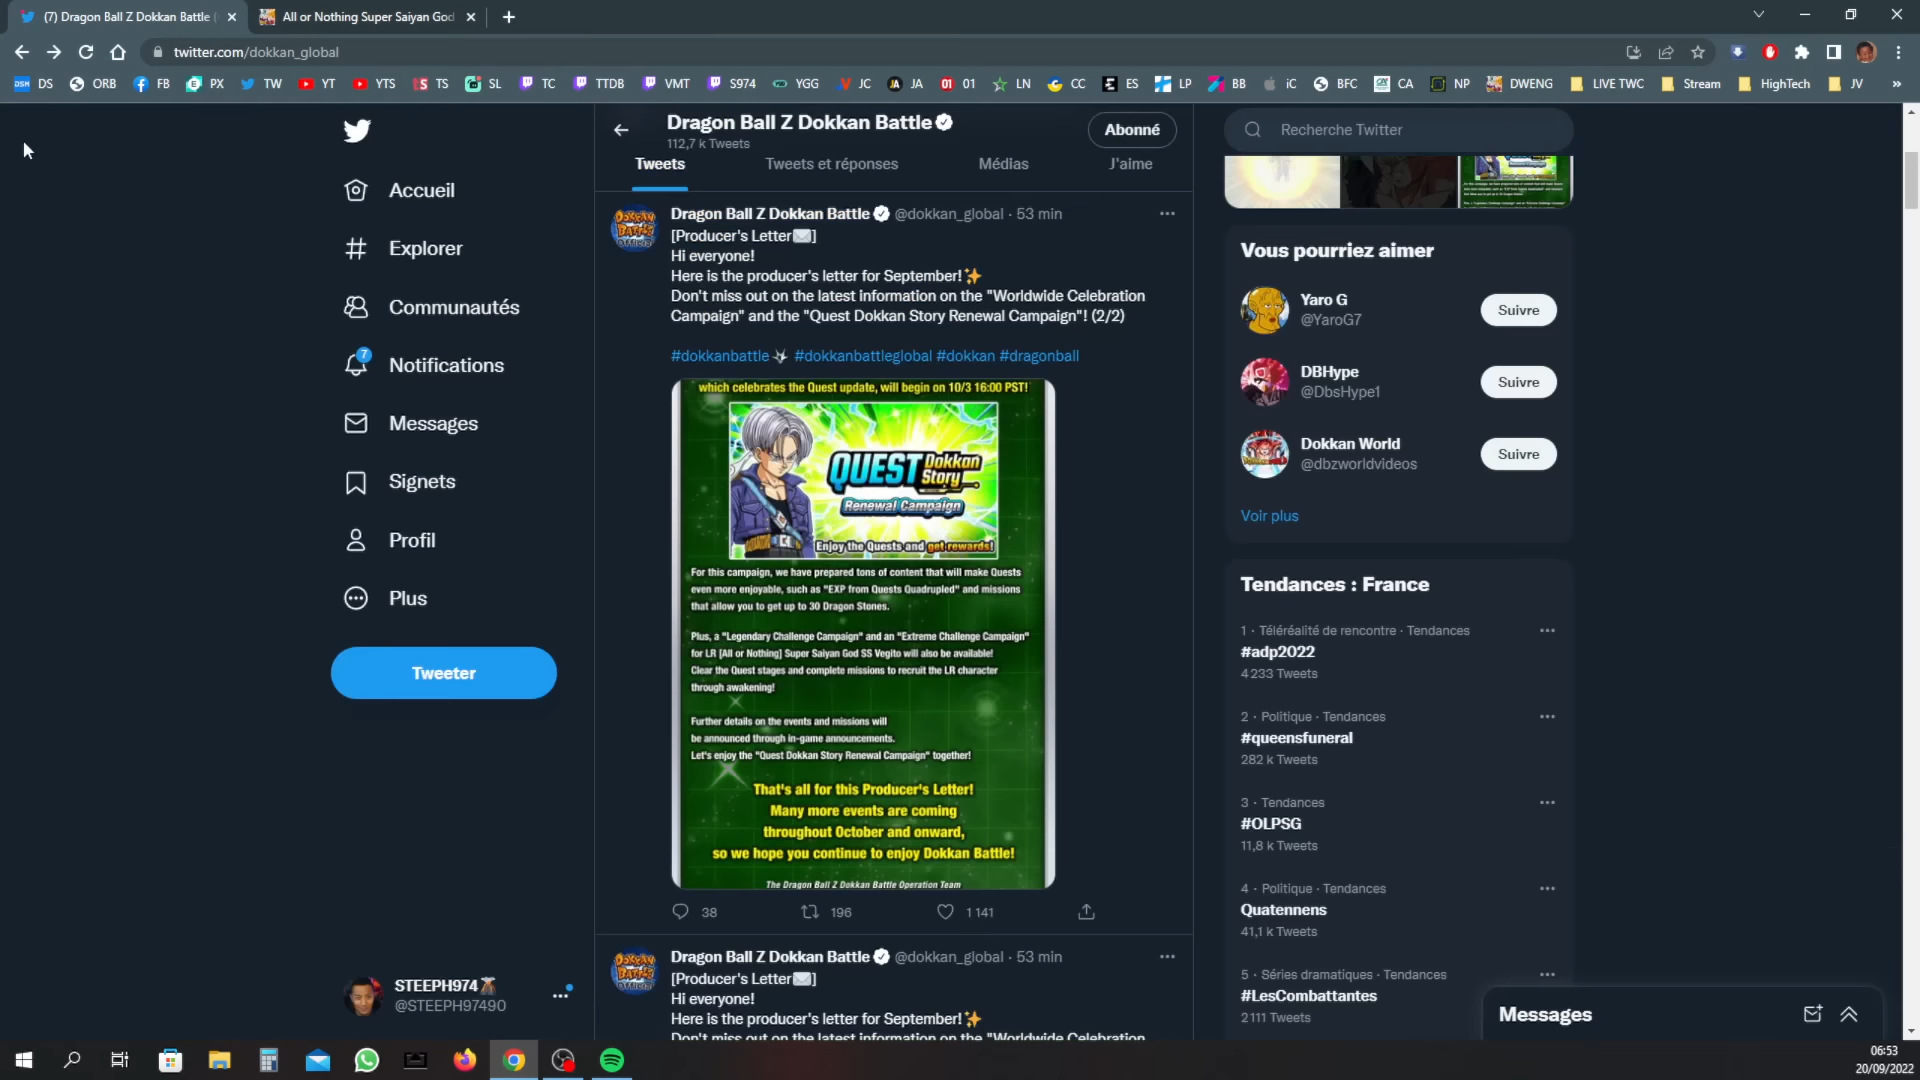 (7) Dragon Ball Z Dokkan Battle (
All or Nothing Super Saiyan God
twitter.com/dokkan_global
DS ORB FB PX TW YT YTS TS SL TC TTDB VMT S974 YGG JC JA 01 LN CC ES LP BB iC BFC CA NP DWENG LIVE TWC Stream HighTech JV »
Accueil
Explorer
Communautés
7
Notifications
Messages
Signets
Profil
Plus
Tweeter
STEEPH974
@STEEPH97490
Dragon Ball Z Dokkan Battle
112,7 k Tweets
Abonné
Tweets
Tweets et réponses
Médias
J'aime
Dragon Ball Z Dokkan Battle @dokkan_global · 53 min
[Producer's Letter✉️]
Hi everyone!
Here is the producer's letter for September!✨
Don't miss out on the latest information on the "Worldwide Celebration
Campaign" and the "Quest Dokkan Story Renewal Campaign"! (2/2)
#dokkanbattle #dokkanbattleglobal #dokkan #dragonball
which celebrates the Quest update, will begin on 10/3 16:00 PST!
QUEST Dokkan
Story
Renewal Campaign
Enjoy the Quests and get rewards!
For this campaign, we have prepared tons of content that will make Quests
even more enjoyable, such as "EXP from Quests Quadrupled" and missions
that allow you to get up to 30 Dragon Stones.
Plus, a "Legendary Challenge Campaign" and an "Extreme Challenge Campaign"
for LR [All or Nothing] Super Saiyan God SS Vegito will also be available!
Clear the Quest stages and complete missions to recruit the LR character
through awakening!
Further details on the events and missions will
be announced through in-game announcements.
Let's enjoy the "Quest Dokkan Story Renewal Campaign" together!
That's all for this Producer's Letter!
Many more events are coming
throughout October and onward,
so we hope you continue to enjoy Dokkan Battle!
The Dragon Ball Z Dokkan Battle Operation Team
38
196
1 141
Dragon Ball Z Dokkan Battle @dokkan_global · 53 min
[Producer's Letter✉️]
Hi everyone!
Here is the producer's letter for September!✨
Don't miss out on the latest information on the "Worldwide Celebration
Recherche Twitter
Vous pourriez aimer
Yaro G
@YaroG7
Suivre
DBHype
@DbsHype1
Suivre
Dokkan World
@dbzworldvideos
Suivre
Voir plus
Tendances : France
1 · Téléréalité de rencontre · Tendances
#adp2022
4 233 Tweets
2 · Politique · Tendances
#queensfuneral
282 k Tweets
3 · Tendances
#OLPSG
11,8 k Tweets
4 · Politique · Tendances
Quatennens
41,1 k Tweets
5 · Séries dramatiques · Tendances
#LesCombattantes
2 111 Tweets
Messages
06:53
20/09/2022